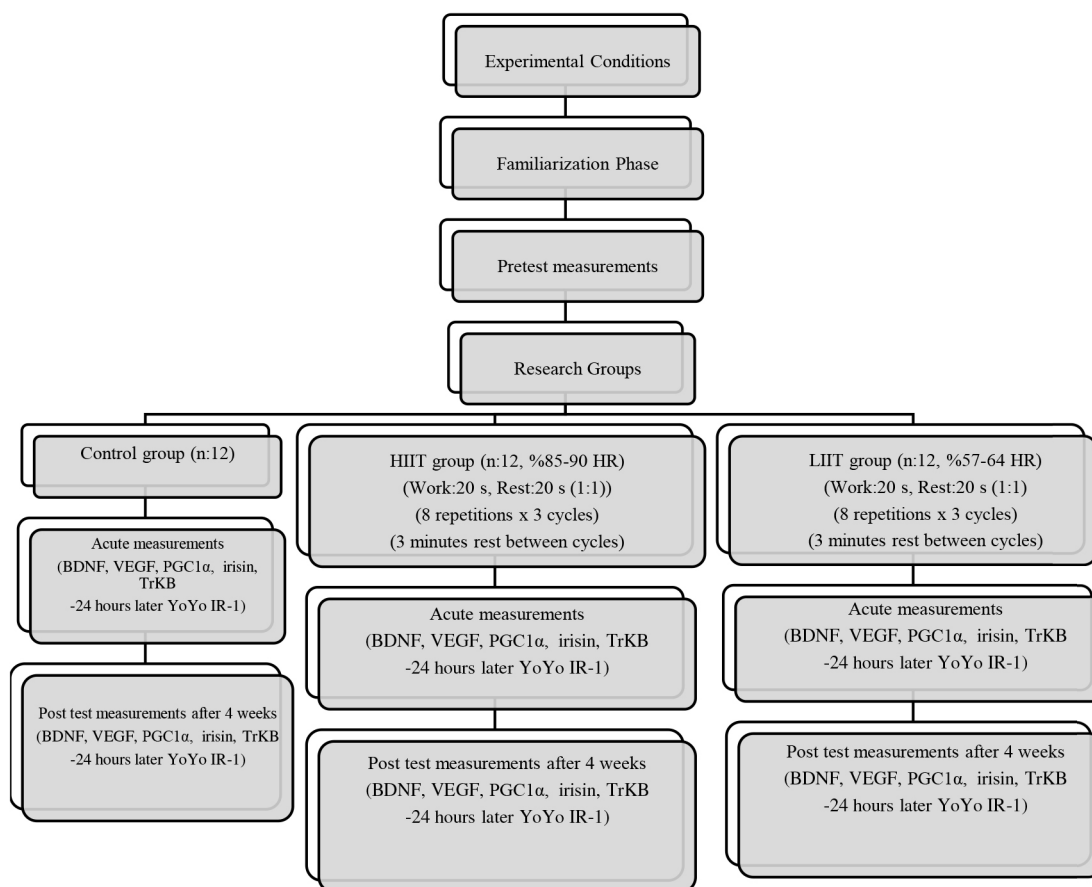 Experimental Conditions
Familiarization Phase
Pretest measurements
Research Groups
Control group (n:12)
Acute measurements
(BDNF, VEGF, PGC1α, irisin,
TrKB
-24 hours later YoYo IR-1)
Post test measurements after 4 weeks
(BDNF, VEGF, PGC1α, irisin, TrKB
-24 hours later YoYo IR-1)
HIIT group (n:12, %85-90 HR)
(Work:20 s, Rest:20 s (1:1))
(8 repetitions x 3 cycles)
(3 minutes rest between cycles)
Acute measurements
(BDNF, VEGF, PGC1α, irisin, TrKB
-24 hours later YoYo IR-1)
Post test measurements after 4 weeks
(BDNF, VEGF, PGC1α, irisin, TrKB
-24 hours later YoYo IR-1)
LIIT group (n:12, %57-64 HR)
(Work:20 s, Rest:20 s (1:1)
(8 repetitions x 3 cycles)
(3 minutes rest between cycles)
Acute measurements
(BDNF, VEGF, PGC1α, irisin, TrKB
-24 hours later YoYo IR-1)
Post test measurements after 4 weeks
(BDNF, VEGF, PGC1α, irisin, TrKB
-24 hours later YoYo IR-1)